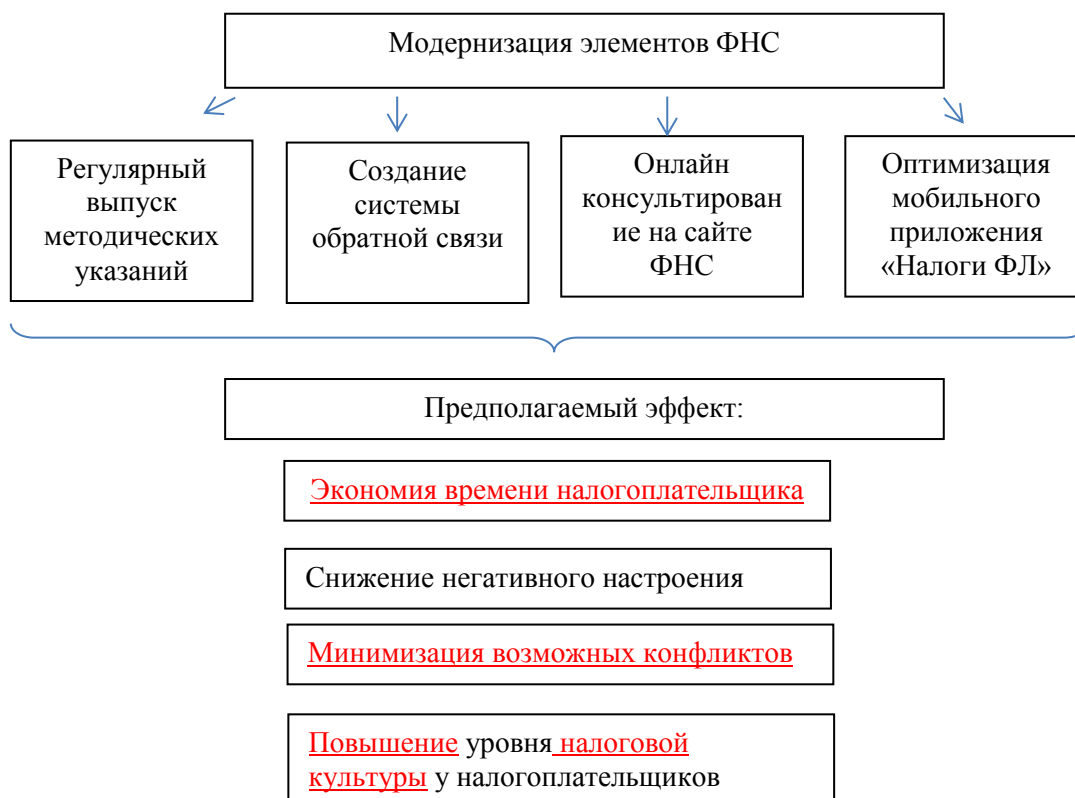 Модернизация элементов ФНС
Регулярный
выпуск
методических
указаний
Создание
системы
обратной связи
Онлайн
консультирован
ие на сайте
ФНС
Оптимизация
мобильного
приложения
«Налоги ФЛ»
Предполагаемый эффект:
Экономия времени налогоплательщика
Снижение негативного настроения
Минимизация возможных конфликтов
Повышение уровня налоговой
культуры у налогоплательщиков